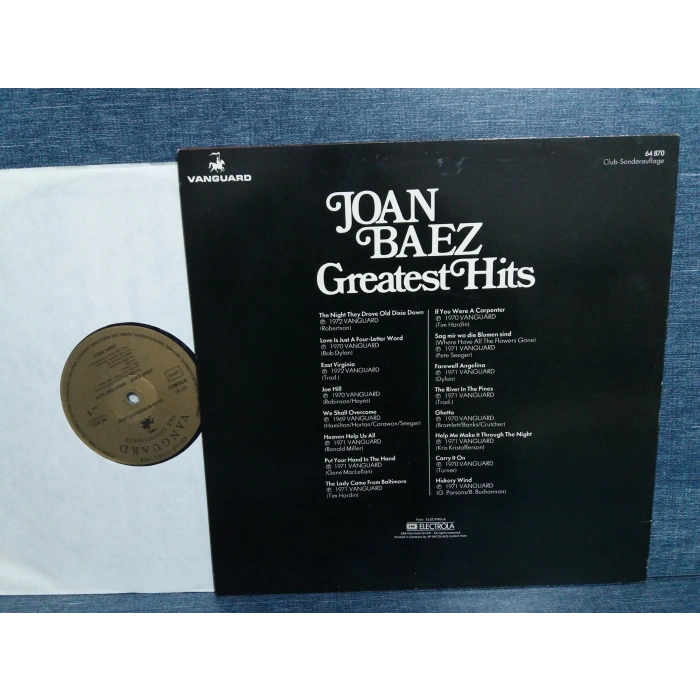 VANGUARD
64 870
Club-Sonderauflage
JOAN
BAEZ
Greatest Hits
The Night They Drove Old Dixie Down
℗ 1972 VANGUARD
(Robertson)
Love Is Just A Four-Letter Word
℗ 1970 VANGUARD
(Bob Dylan)
East Virginia
℗ 1972 VANGUARD
(Trad.)
Joe Hill
℗ 1970 VANGUARD
(Robinson/Hayes)
We Shall Overcome
℗ 1969 VANGUARD
(Hamilton/Horton/Carawan/Seeger)
Heaven Help Us All
℗ 1971 VANGUARD
(Ronald Miller)
Put Your Hand In The Hand
℗ 1971 VANGUARD
(Gene MacLellan)
The Lady Came From Baltimore
℗ 1971 VANGUARD
(Tim Hardin)
If You Were A Carpenter
℗ 1970 VANGUARD
(Tim Hardin)
Sag mir wo die Blumen sind
(Where Have All The Flowers Gone)
℗ 1971 VANGUARD
(Pete Seeger)
Farewell Angelina
℗ 1971 VANGUARD
(Dylan)
The River In The Pines
℗ 1971 VANGUARD
(Trad.)
Ghetto
℗ 1970 VANGUARD
(Bramlett/Banks/Crutcher)
Help Me Make It Through The Night
℗ 1971 VANGUARD
(Kris Kristofferson)
Carry It On
℗ 1970 VANGUARD
(Turner)
Hickory Wind
℗ 1971 VANGUARD
(G. Parsons/B. Buchannan)
Foto: ELECTROLA
EMI ELECTROLA
VANGUARD
STEREO